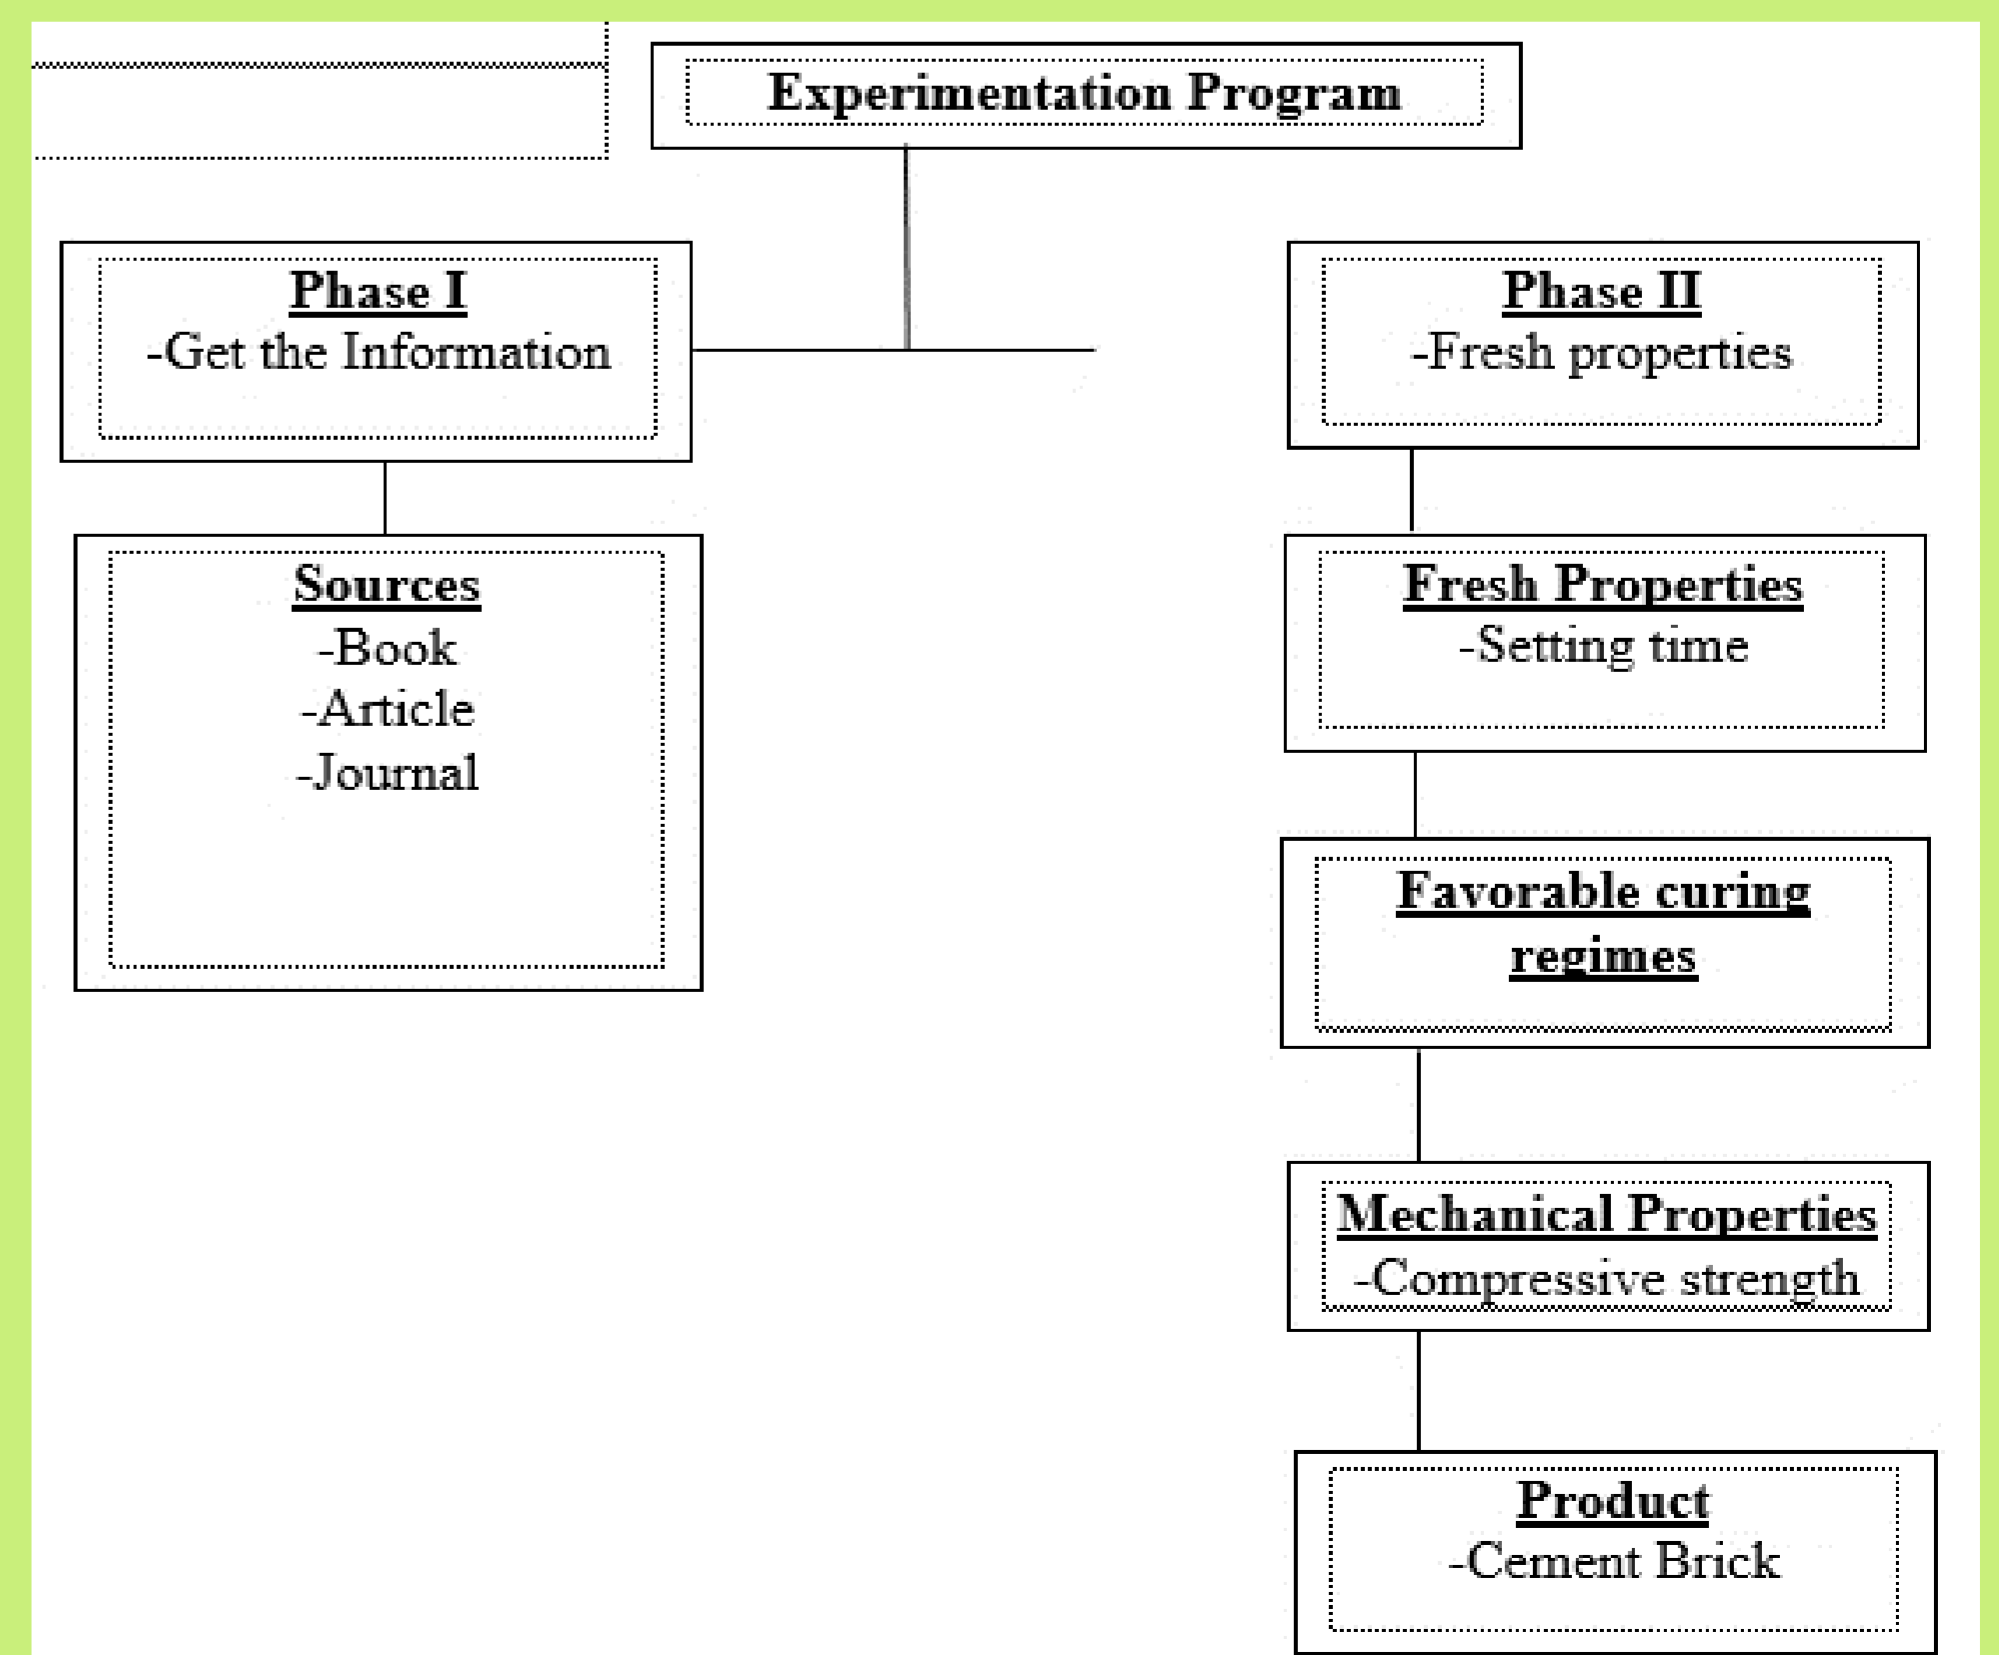 Experimentation Program
Phase I
-Get the Information
Sources
-Book
-Article
-Journal
Phase II
-Fresh properties
Fresh Properties
-Setting time
Favorable curing
regimes
Mechanical Properties
-Compressive strength
Product
-Cement Brick